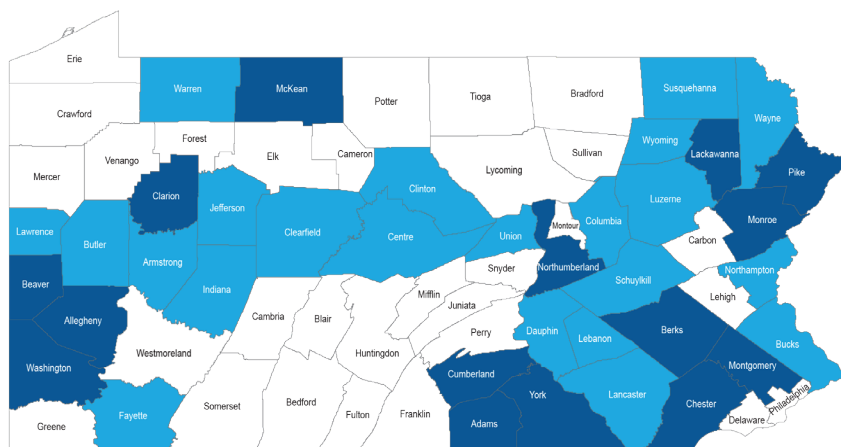 Erie
Warren
McKean
Potter
Tioga
Bradford
Susquehanna
Wayne
Crawford
Forest
Elk
Cameron
Sullivan
Wyoming
Lackawanna
Pike
Mercer
Venango
Clarion
Jefferson
Clearfield
Clinton
Lycoming
Luzerne
Monroe
Lawrence
Butler
Armstrong
Centre
Union
Montour
Columbia
Carbon
Beaver
Indiana
Snyder
Northumberland
Schuylkill
Northampton
Allegheny
Cambria
Blair
Mifflin
Juniata
Lehigh
Westmoreland
Huntingdon
Perry
Dauphin
Lebanon
Berks
Bucks
Washington
Cumberland
Montgomery
Fayette
Somerset
Bedford
Fulton
Franklin
Adams
York
Lancaster
Chester
Delaware
Philadelphia
Greene